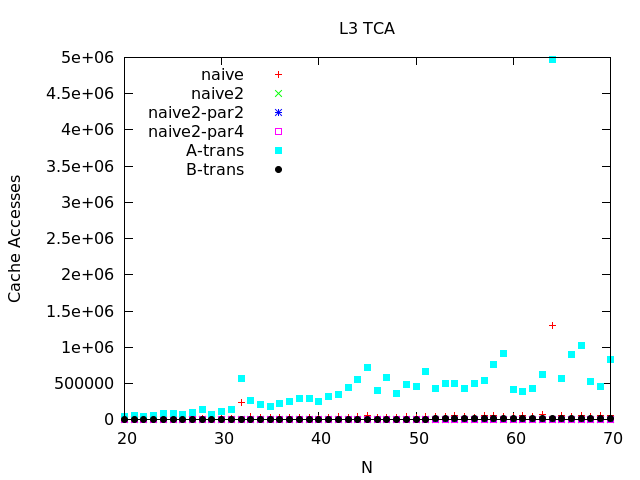 L3 TCA
Cache Accesses
5e+06
4.5e+06
4e+06
3.5e+06
3e+06
2.5e+06
2e+06
1.5e+06
1e+06
500000
0
naive
naive2
naive2-par2
naive2-par4
A-trans
B-trans
20 30 40 50 60 70
N